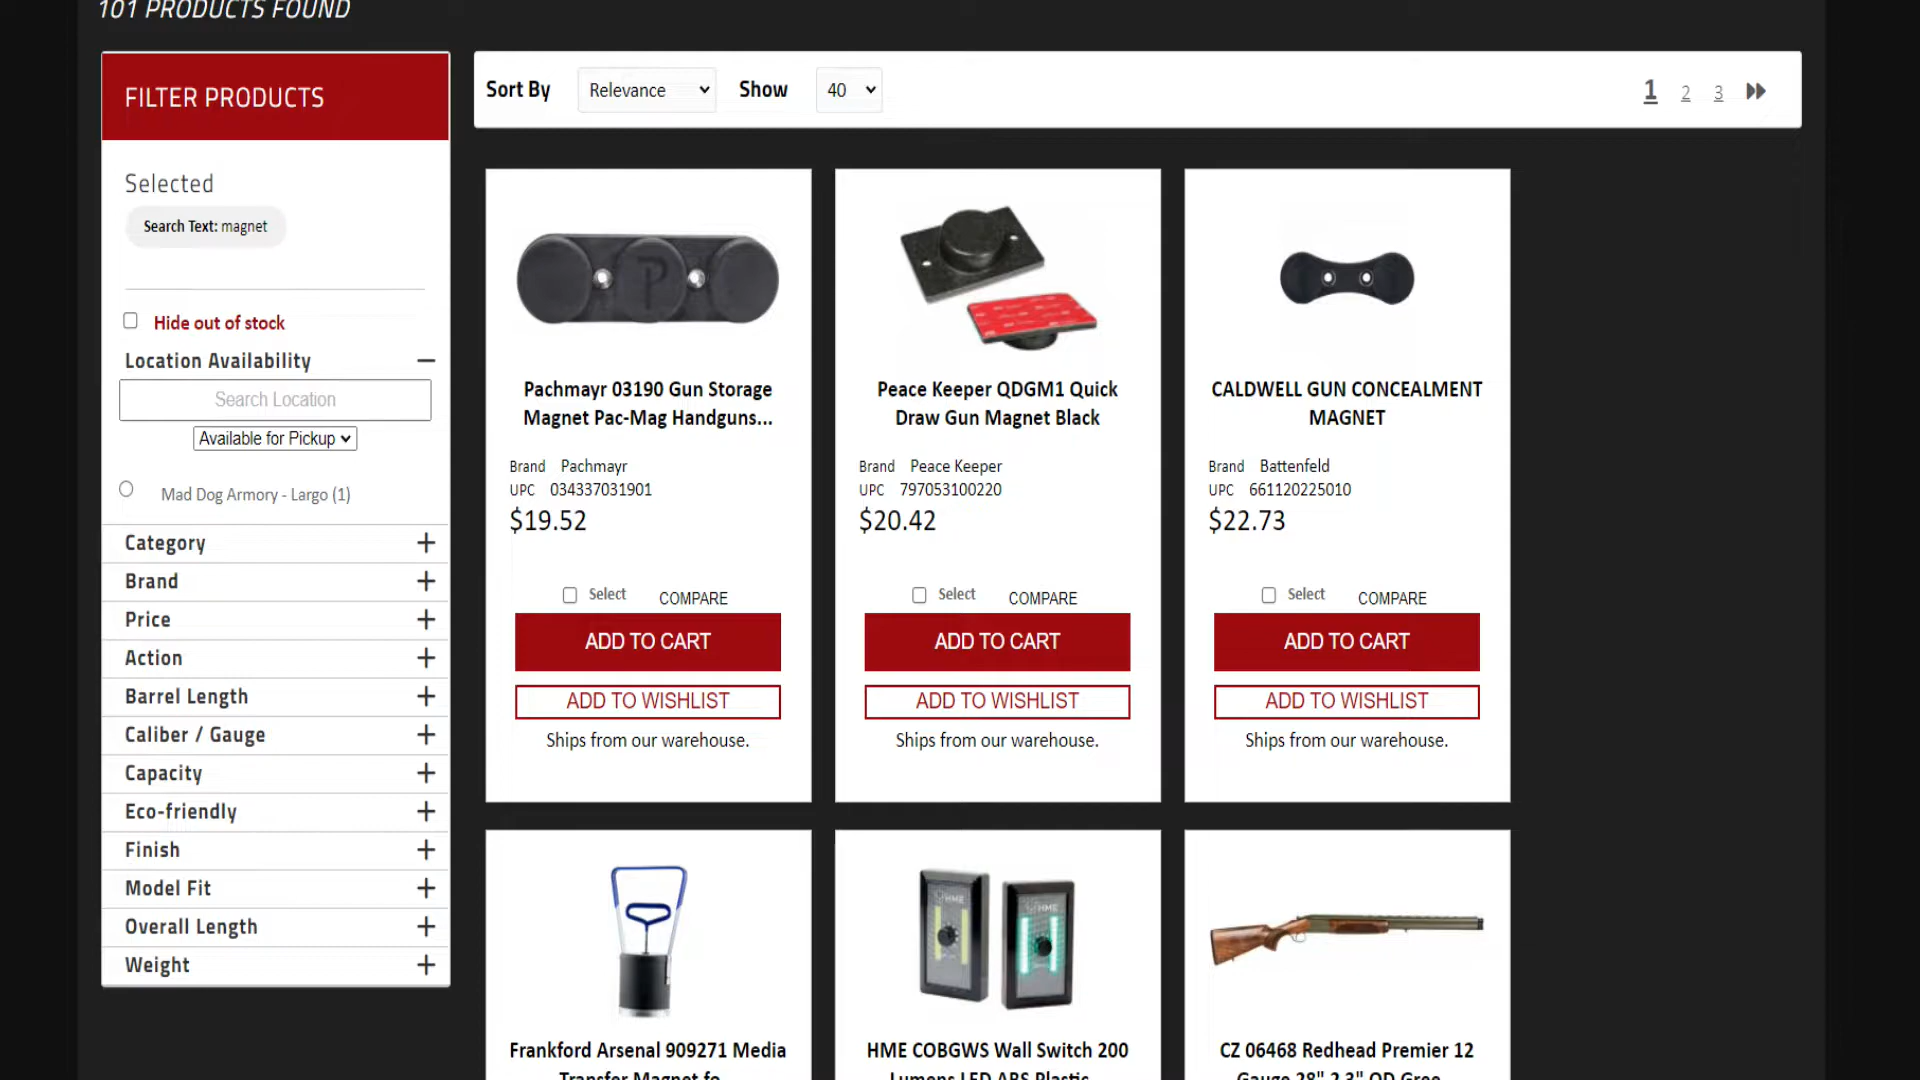 101 PRODUCTS FOUND
FILTER PRODUCTS
Selected
Search Text: magnet
Hide out of stock
Location Availability
Search Location
Available for Pickup
Mad Dog Armory - Largo (1)
Category
Brand
Price
Action
Barrel Length
Caliber / Gauge
Capacity
Eco-friendly
Finish
Model Fit
Overall Length
Weight
Sort By Relevance Show 40
1 2 3
Pachmayr 03190 Gun Storage
Magnet Pac-Mag Handguns...
Brand Pachmayr
UPC 034337031901
$19.52
Select COMPARE
ADD TO CART
ADD TO WISHLIST
Ships from our warehouse.
Peace Keeper QDGM1 Quick
Draw Gun Magnet Black
Brand Peace Keeper
UPC 797053100220
$20.42
Select COMPARE
ADD TO CART
ADD TO WISHLIST
Ships from our warehouse.
CALDWELL GUN CONCEALMENT
MAGNET
Brand Battenfeld
UPC 661120225010
$22.73
Select COMPARE
ADD TO CART
ADD TO WISHLIST
Ships from our warehouse.
Frankford Arsenal 909271 Media
Transfer Magnet fo...
HME
HME
HME COBGWS Wall Switch 200
Lumens LED ABS Plastic...
CZ 06468 Redhead Premier 12
Gauge 28" 2 3" OD Gree...